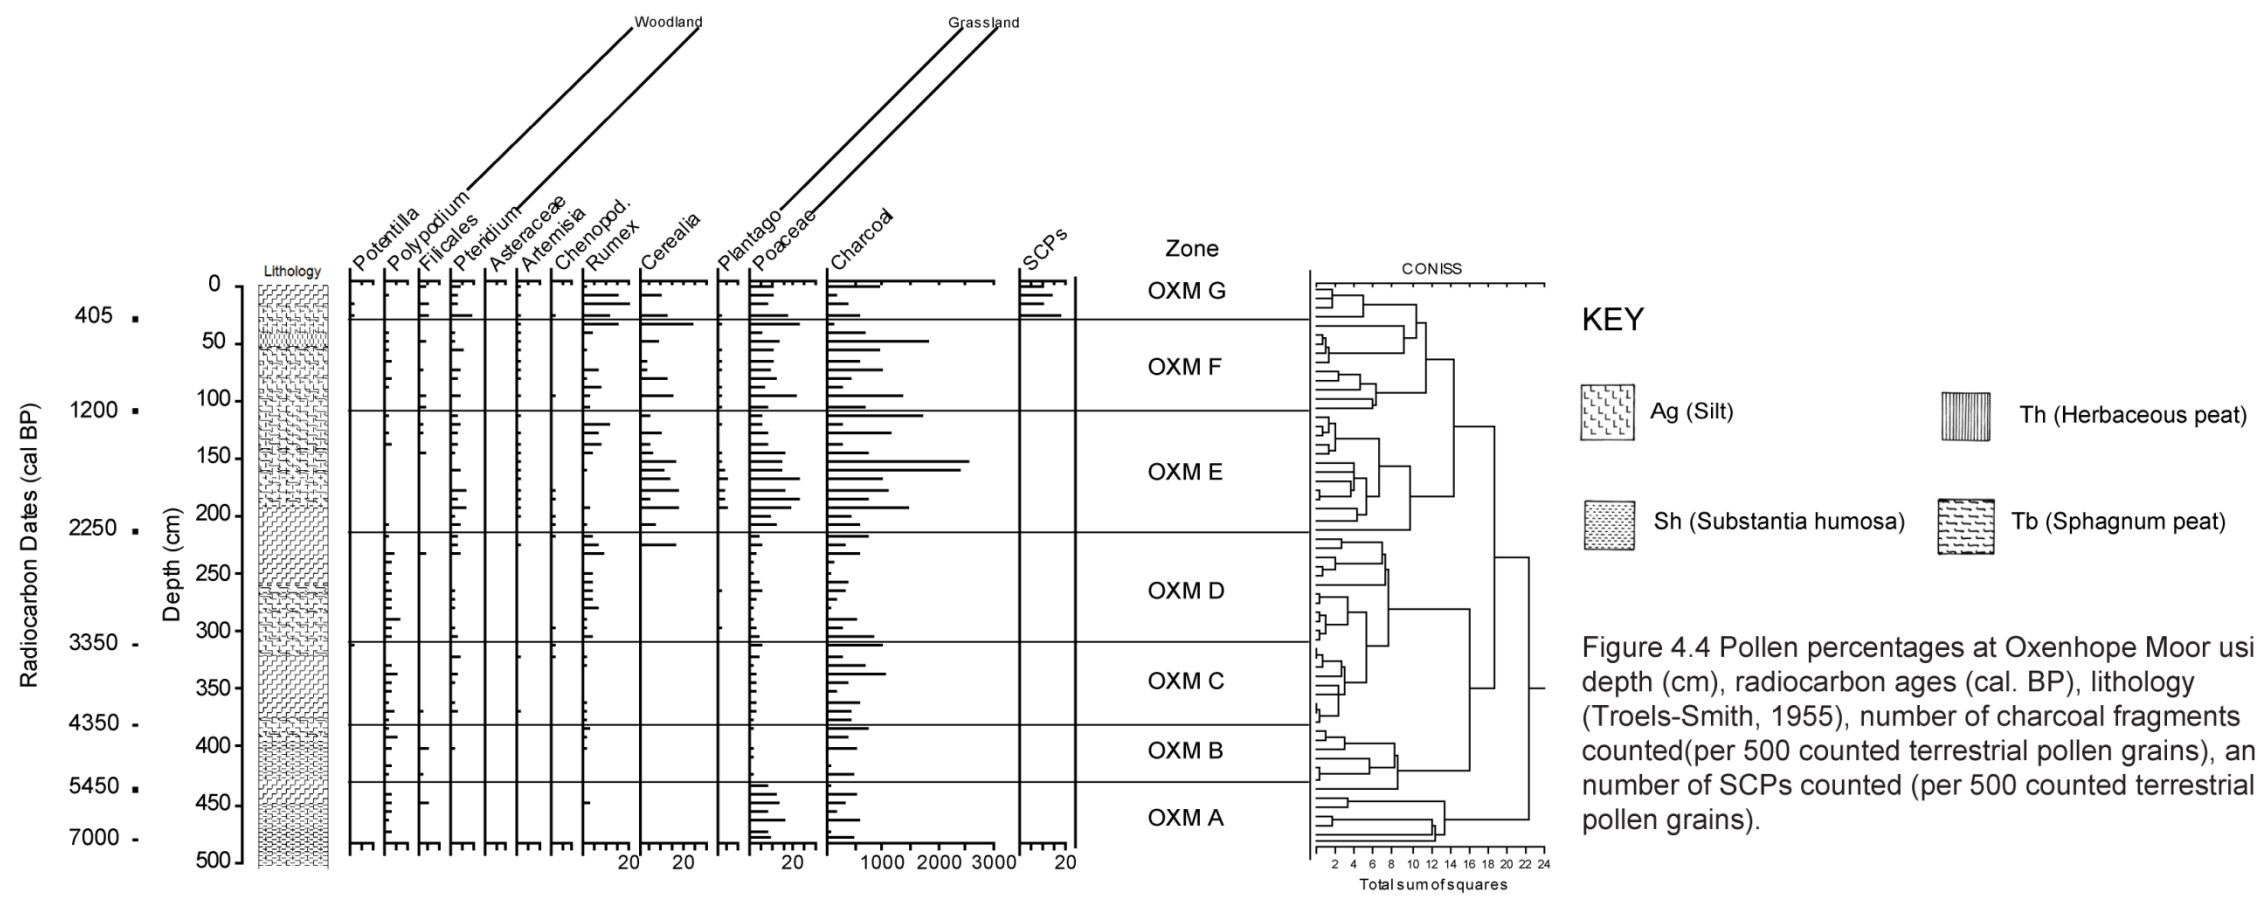 Woodland
Grassland
Potentilla
Polypodium
Filicales
Pteridium
Asteraceae
Artemisia
Chenopod.
Rumex
Cerealia
Plantago
Poaceae
Charcoal
SCPs
Zone
Lithology
CONISS
Radiocarbon Dates (cal BP)
405
1200
2250
3350
4350
5450
7000
Depth (cm)
0
50
100
150
200
250
300
350
400
450
500
OXM G
OXM F
OXM E
OXM D
OXM C
OXM B
OXM A
20
20
20
1000
2000
3000
20
2 4 6 8 10 12 14 16 18 20 22 24
Total sum of squares
KEY
Ag (Silt)
Th (Herbaceous peat)
Sh (Substantia humosa)
Tb (Sphagnum peat)
Figure 4.4 Pollen percentages at Oxenhope Moor usi
depth (cm), radiocarbon ages (cal. BP), lithology
(Troels-Smith, 1955), number of charcoal fragments
counted(per 500 counted terrestrial pollen grains), an
number of SCPs counted (per 500 counted terrestrial
pollen grains).